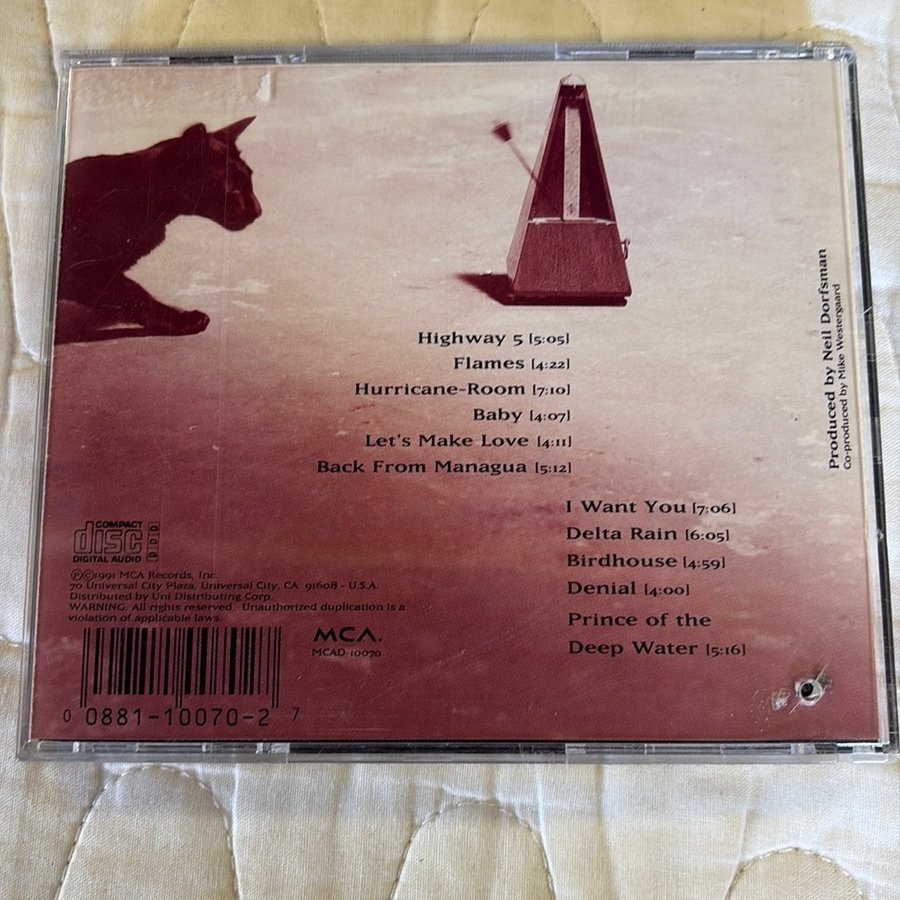 Highway 5 [5:05]
Flames [4:22]
Hurricane-Room [7:10]
Baby [4:07]
Let's Make Love [4:11]
Back From Managua [5:12]
I Want You [7:06]
Delta Rain [6:05]
Birdhouse [4:59]
Denial [4:00]
Prince of the
Deep Water [5:16]
Produced by Neil Dorfsman
Co-produced by Mike Westergaard
COMPACT
disc
DIGITAL AUDIO
DDD
ⓅⒸ1991 MCA Records, Inc.
70 Universal City Plaza, Universal City, CA 91608 - U.S.A.
Distributed by Uni Distributing Corp.
WARNING: All rights reserved. Unauthorized duplication is a
violation of applicable laws.
MCA.
MCAD-10070
0 0881-10070-2 7